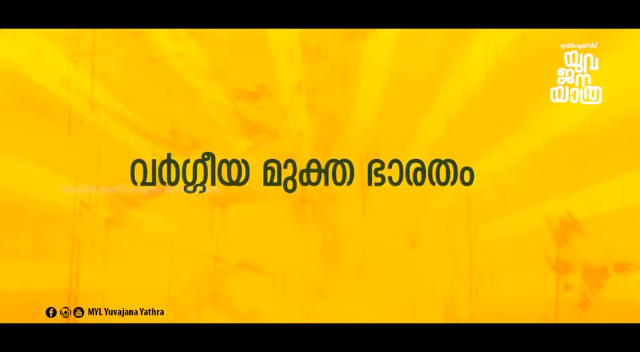 മുസ്ലിം യൂത്ത് ലീഗ്
യുവ
ജന
യാത്ര
വർഗ്ഗീയ മുക്ത ഭാരതം
MYL Yuvajana Yathra